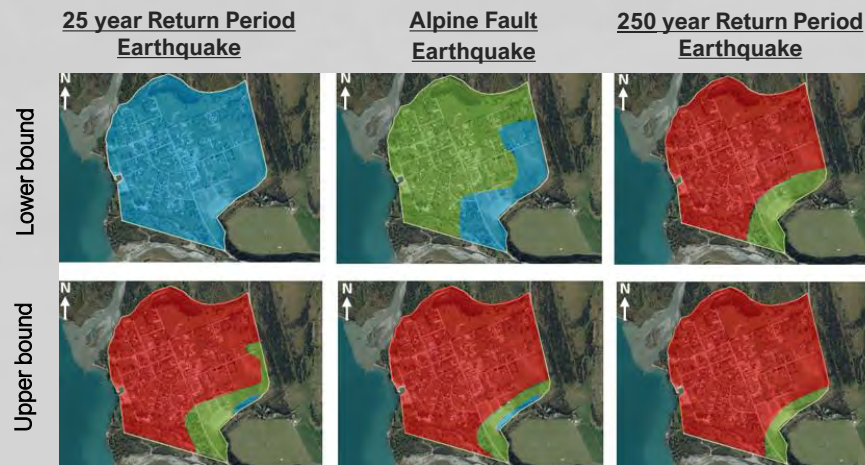 25 year Return Period
Earthquake
Alpine Fault
Earthquake
250 year Return Period
Earthquake
Lower bound
N
N
N
Upper bound
N
N
N